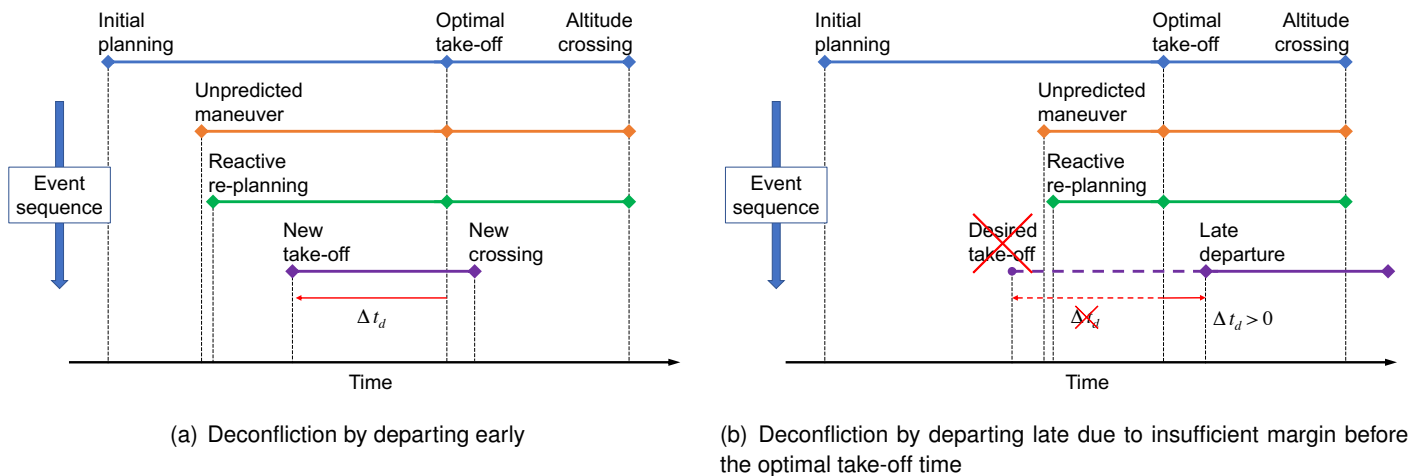 Initial
planning
Optimal
take-off
Altitude
crossing
Unpredicted
maneuver
Reactive
re-planning
Event
sequence
New
take-off
New
crossing
Δ t_d
Time
(a) Deconfliction by departing early
Initial
planning
Optimal
take-off
Altitude
crossing
Unpredicted
maneuver
Reactive
re-planning
Event
sequence
Desired
take-off
Late
departure
Δ t_d
Δ t_d > 0
Time
(b) Deconfliction by departing late due to insufficient margin before
the optimal take-off time